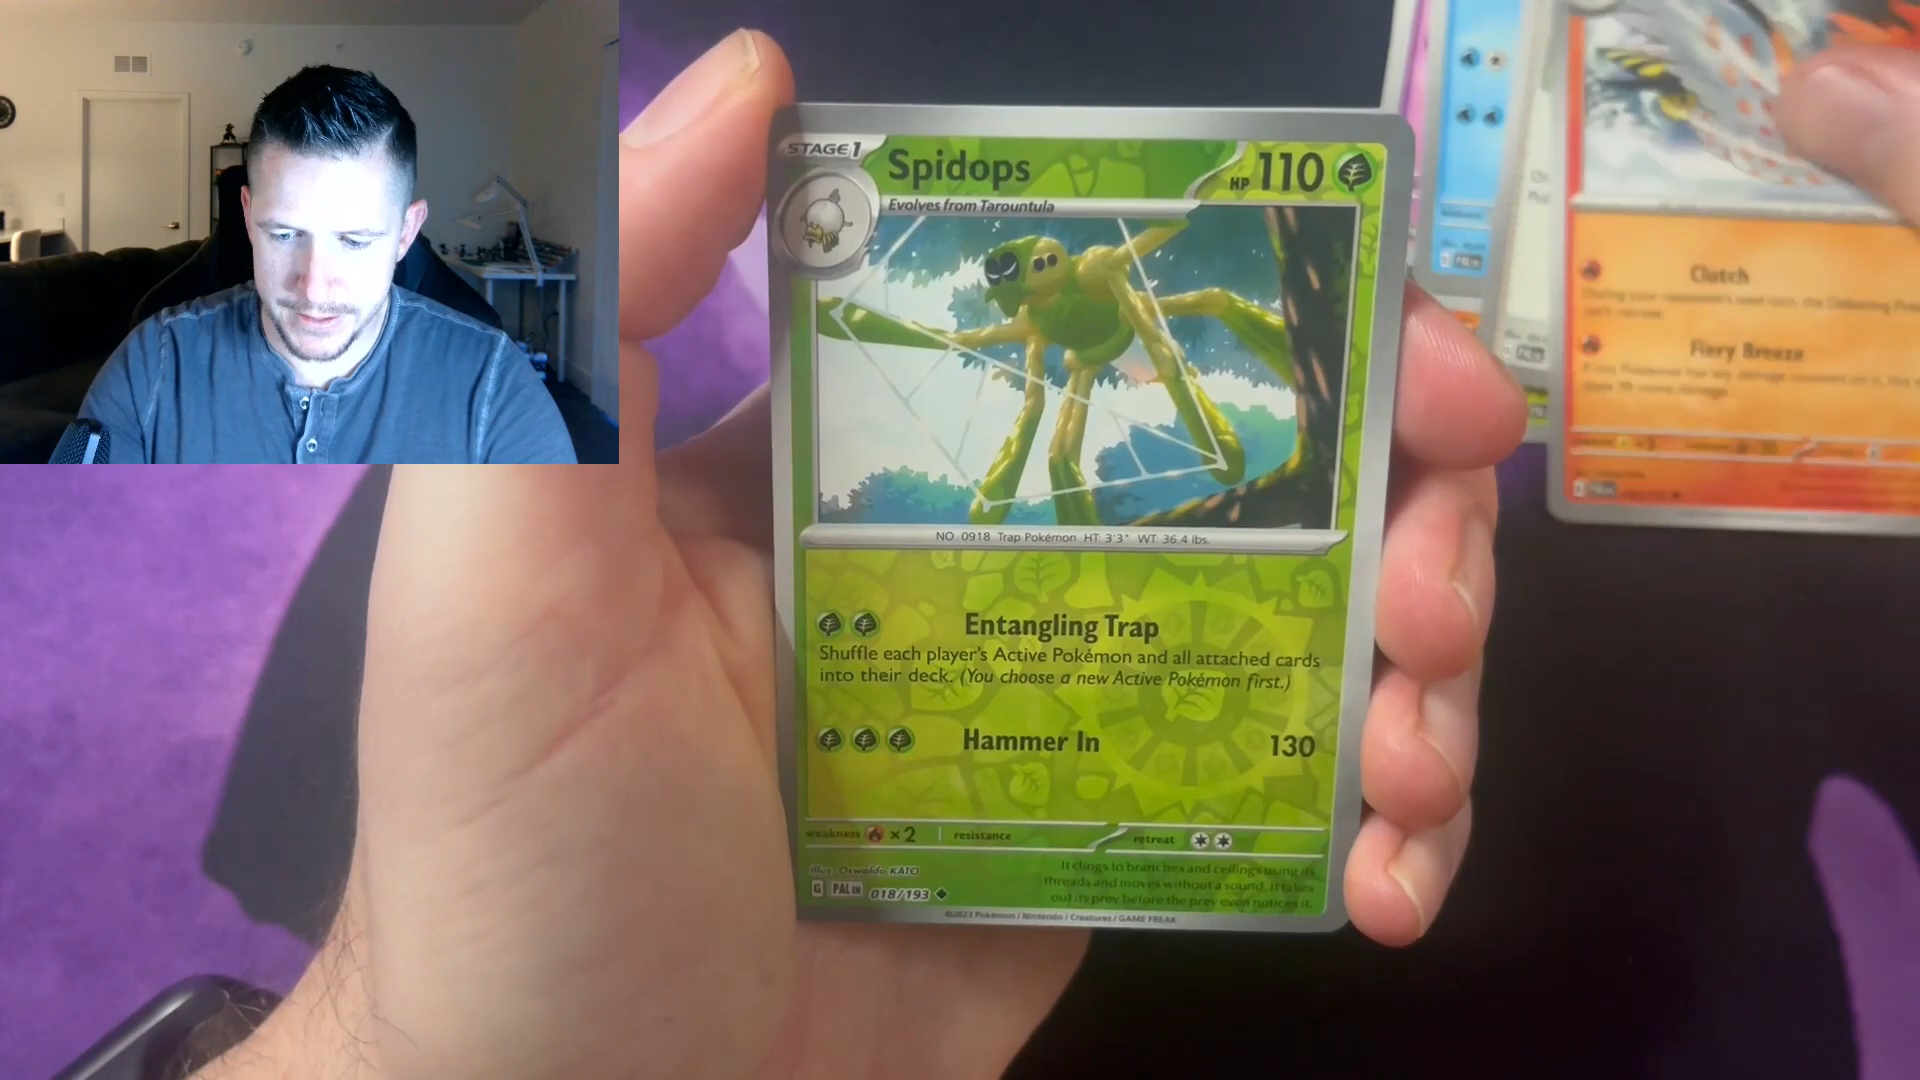 STAGE 1
Spidops
HP 110
Evolves from Tarountula
NO. 0918 Trap Pokémon HT: 3'3" WT: 36.4 lbs.
Entangling Trap
Shuffle each player's Active Pokémon and all attached cards
into their deck. (You choose a new Active Pokémon first.)
Hammer In 130
weakness ×2 resistance retreat
Illus. Oswaldo KATO
G PAL EN 018/193
It clings to branches and ceilings using its
threads and moves without a sound. It takes
out its prey before the prey even notices it.
©2023 Pokémon / Nintendo / Creatures / GAME FREAK
Clutch
Fiery Breeze